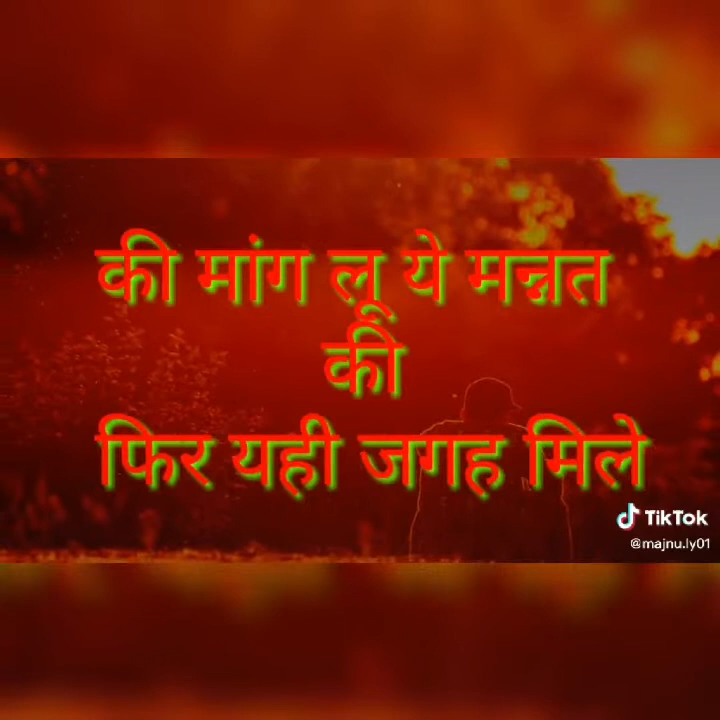 की मांग लू ये मन्नत
की
फिर यही जगह मिले
TikTok
@majnu.ly01